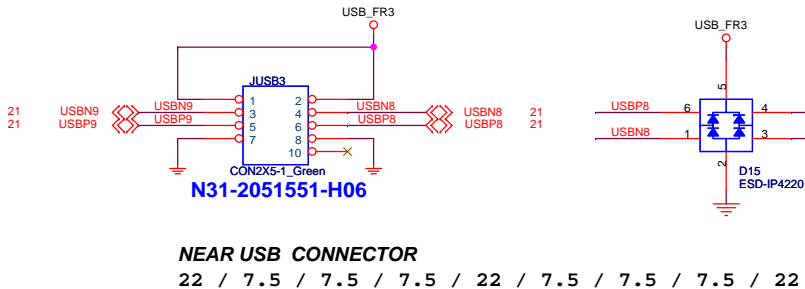 USB_FR3
USB_FR3
JUSB3
1 2
21 USBN9 USBN9 3 4 USBN8 USBN8 21
21 USBP9 USBP9 5 6 USBP8 USBP8 21
7 8
10
CON2X5-1_Green
N31-2051551-H06
5
USBP8 6 4
USBN8 1 3
2
D15
ESD-IP4220
NEAR USB CONNECTOR
22 / 7.5 / 7.5 / 7.5 / 22 / 7.5 / 7.5 / 7.5 / 22